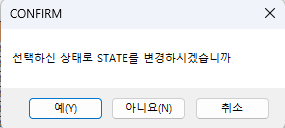 CONFIRM
선택하신 상태로 STATE를 변경하시겠습니까
예(Y)
아니요(N)
취소